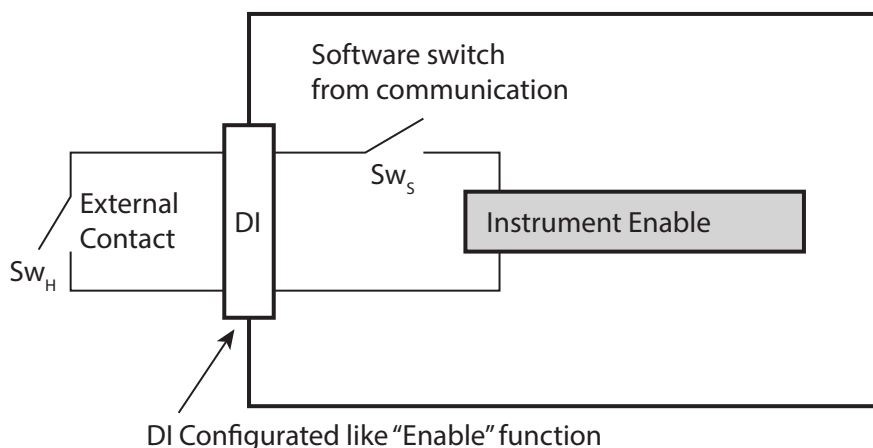 Software switch
from communication
Sw_S
External
Contact
DI
Instrument Enable
Sw_H
DI Configurated like “Enable” function